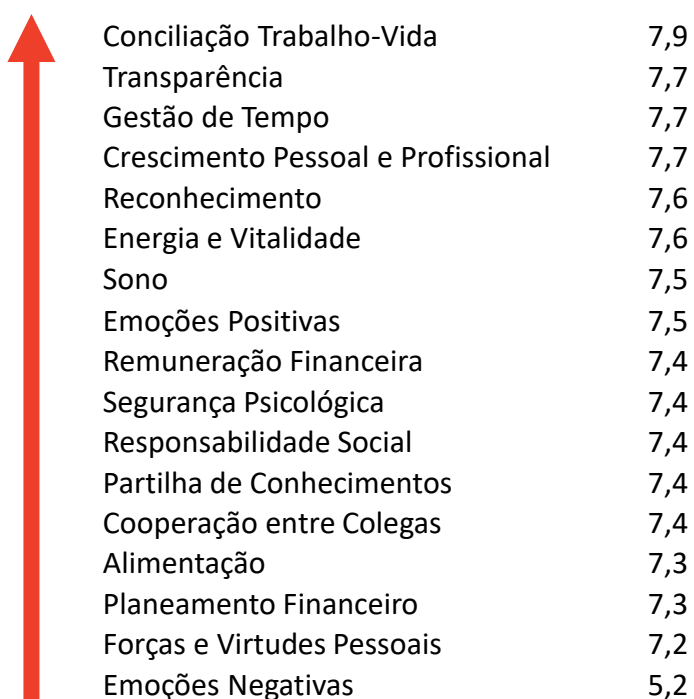 Conciliação Trabalho-Vida 7,9
Transparência 7,7
Gestão de Tempo 7,7
Crescimento Pessoal e Profissional 7,7
Reconhecimento 7,6
Energia e Vitalidade 7,6
Sono 7,5
Emoções Positivas 7,5
Remuneração Financeira 7,4
Segurança Psicológica 7,4
Responsabilidade Social 7,4
Partilha de Conhecimentos 7,4
Cooperação entre Colegas 7,4
Alimentação 7,3
Planeamento Financeiro 7,3
Forças e Virtudes Pessoais 7,2
Emoções Negativas 5,2